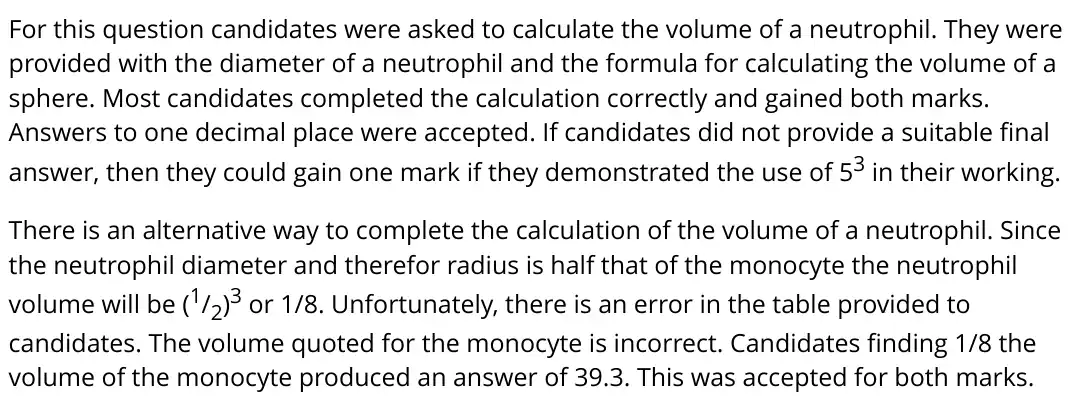 For this question candidates were asked to calculate the volume of a neutrophil. They were
provided with the diameter of a neutrophil and the formula for calculating the volume of a
sphere. Most candidates completed the calculation correctly and gained both marks.
Answers to one decimal place were accepted. If candidates did not provide a suitable final
answer, then they could gain one mark if they demonstrated the use of 5³ in their working.
There is an alternative way to complete the calculation of the volume of a neutrophil. Since
the neutrophil diameter and therefor radius is half that of the monocyte the neutrophil
volume will be (¹/₂)³ or 1/8. Unfortunately, there is an error in the table provided to
candidates. The volume quoted for the monocyte is incorrect. Candidates finding 1/8 the
volume of the monocyte produced an answer of 39.3. This was accepted for both marks.